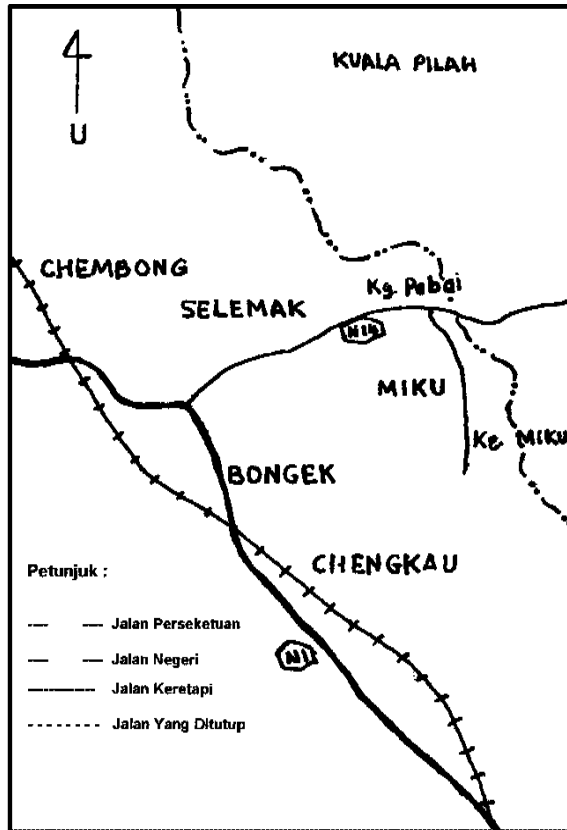 KUALA PILAH
U
CHEMBONG
Kg. Pebai
SELEMAK
N14
MIKU
Kg. MIKU
BONGEK
CHENGKAU
Petunjuk :
Jalan Perseketuan
Jalan Negeri
N1
Jalan Keretapi
Jalan Yang Ditutup